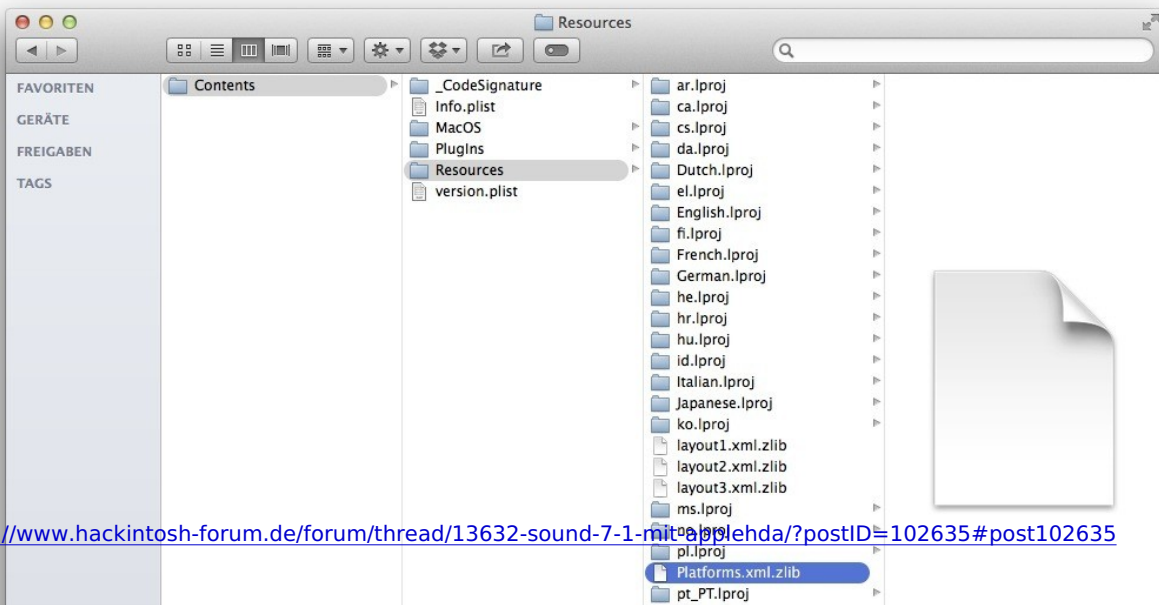 Resources
FAVORITEN
GERÄTE
FREIGABEN
TAGS
Contents
_CodeSignature
Info.plist
MacOS
PlugIns
Resources
version.plist
ar.lproj
ca.lproj
cs.lproj
da.lproj
Dutch.lproj
el.lproj
English.lproj
fi.lproj
French.lproj
German.lproj
he.lproj
hr.lproj
hu.lproj
id.lproj
Italian.lproj
Japanese.lproj
ko.lproj
layout1.xml.zlib
layout2.xml.zlib
layout3.xml.zlib
ms.lproj
no.lproj
pl.lproj
Platforms.xml.zlib
pt_PT.lproj
//www.hackintosh-forum.de/forum/thread/13632-sound-7-1-mit-applehda/?postID=102635#post102635